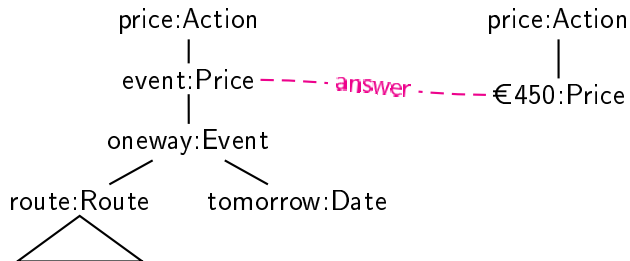 price:Action price:Action
event:Price answer €450:Price
oneway:Event
route:Route tomorrow:Date